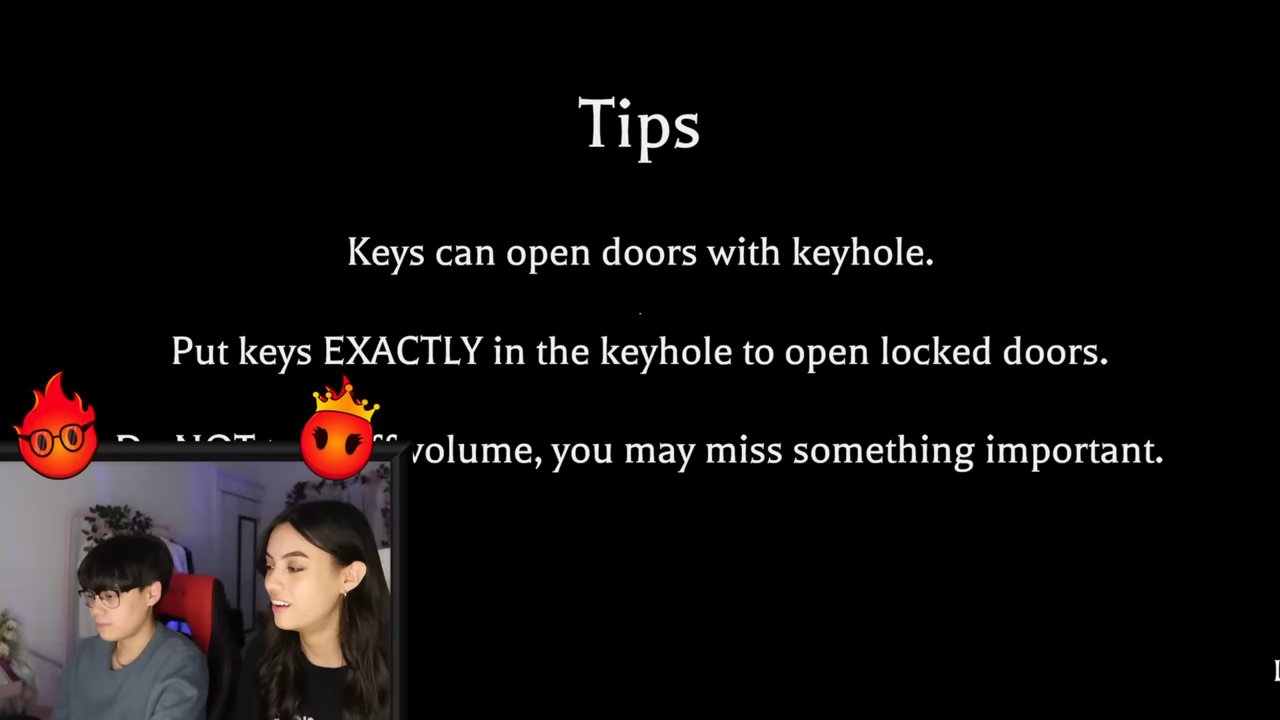 Tips
Keys can open doors with keyhole.
Put keys EXACTLY in the keyhole to open locked doors.
NOT volume, you may miss something important.